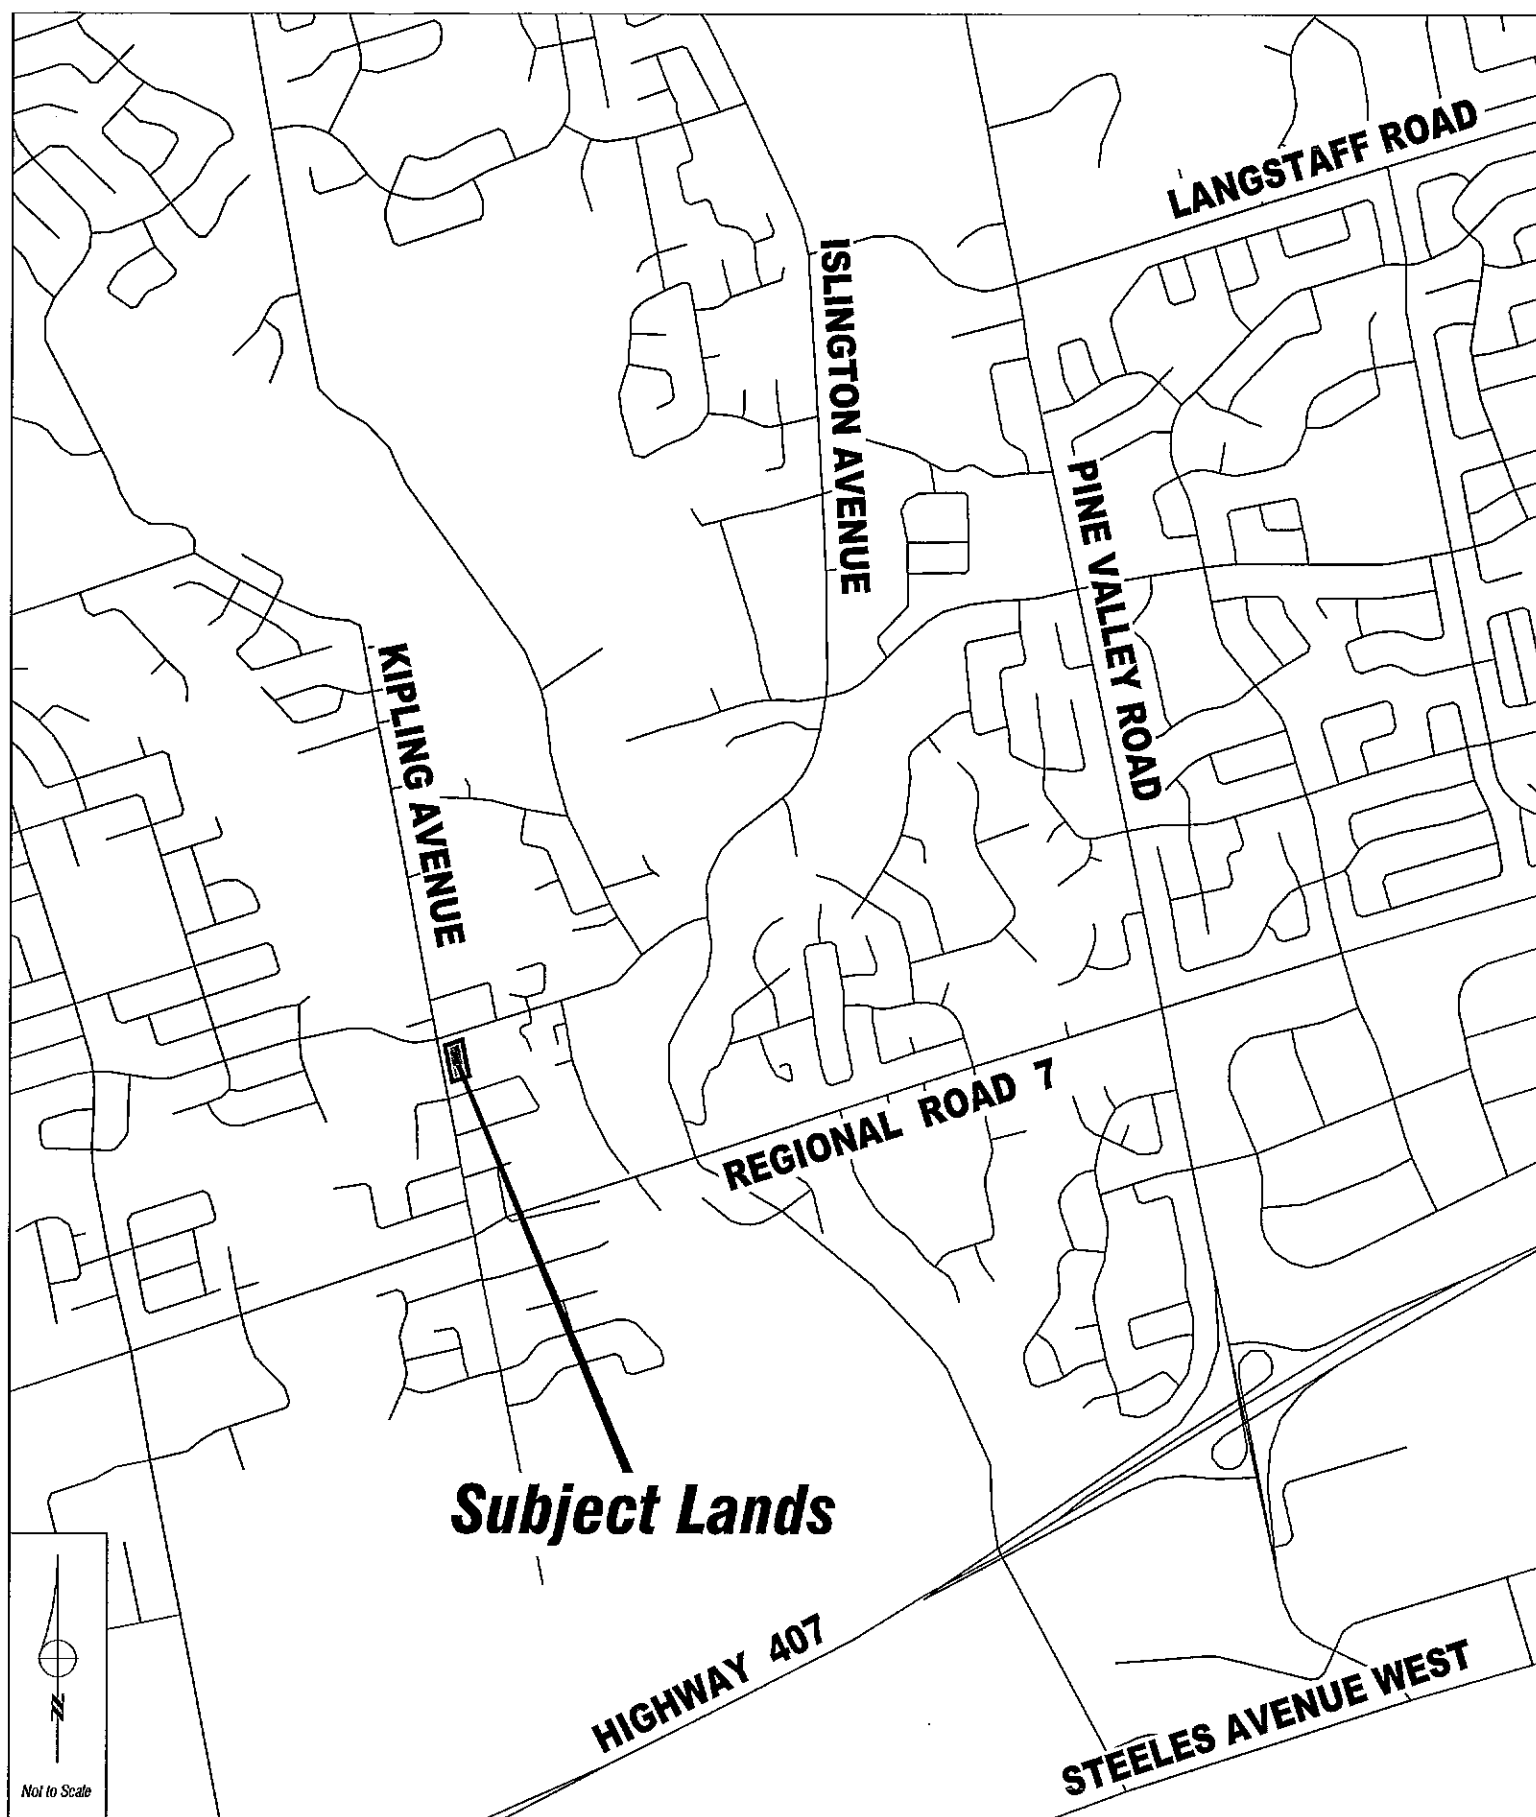 LANGSTAFF ROAD
ISLINGTON AVENUE
PINE VALLEY ROAD
KIPLING AVENUE
REGIONAL ROAD 7
Subject Lands
HIGHWAY 407
STEELES AVENUE WEST
N
Not to Scale